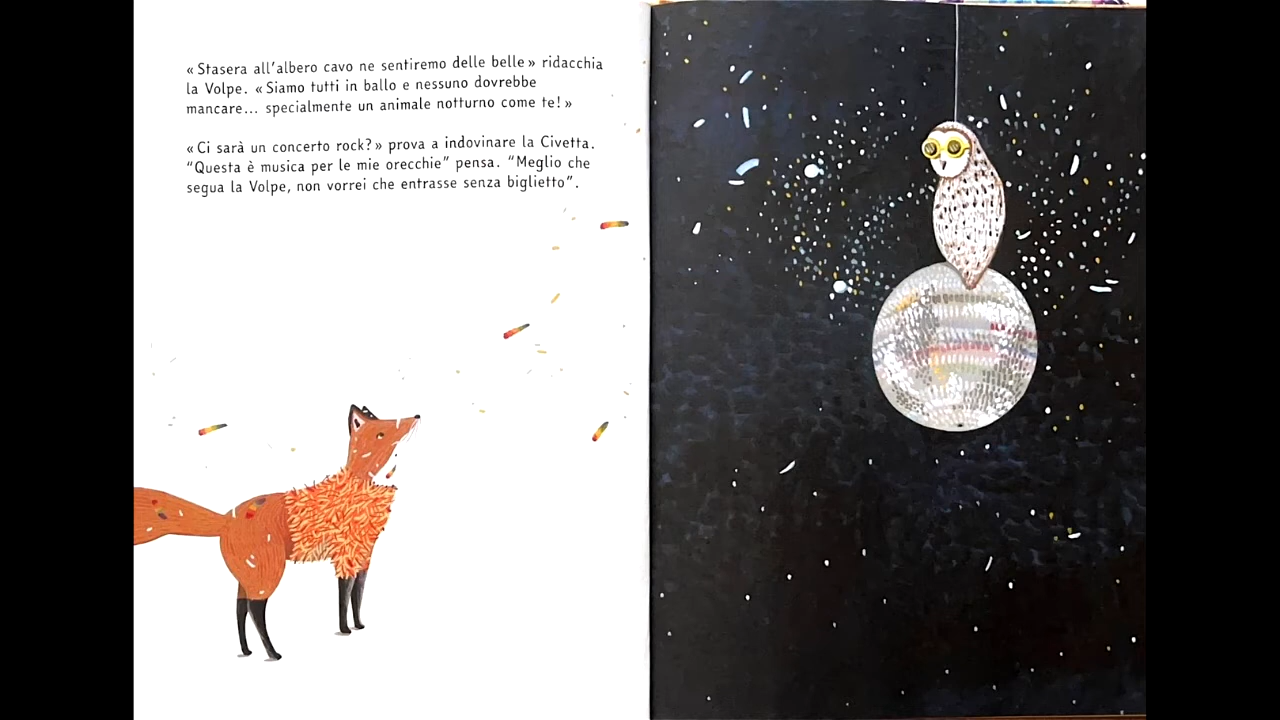 « Stasera all'albero cavo ne sentiremo delle belle » ridacchia
la Volpe. « Siamo tutti in ballo e nessuno dovrebbe
mancare... specialmente un animale notturno come te! »
« Ci sarà un concerto rock? » prova a indovinare la Civetta.
“Questa è musica per le mie orecchie” pensa. “Meglio che
segua la Volpe, non vorrei che entrasse senza biglietto”.